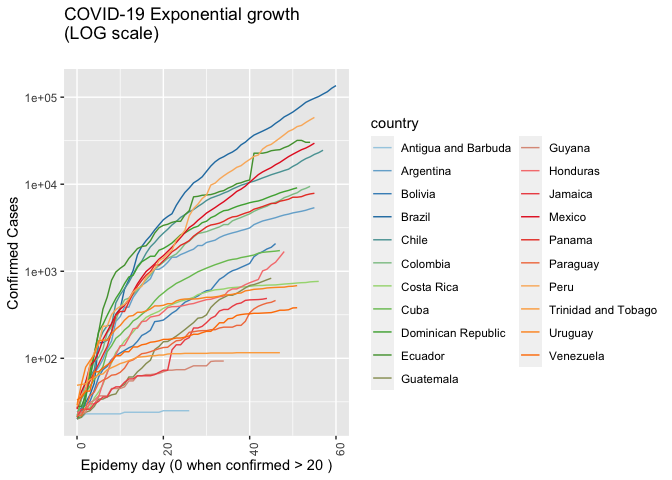 COVID-19 Exponential growth
(LOG scale)
Confirmed Cases
1e+05
1e+04
1e+03
1e+02
0
20
40
60
Epidemy day (0 when confirmed > 20 )
country
Antigua and Barbuda
Argentina
Bolivia
Brazil
Chile
Colombia
Costa Rica
Cuba
Dominican Republic
Ecuador
Guatemala
Guyana
Honduras
Jamaica
Mexico
Panama
Paraguay
Peru
Trinidad and Tobago
Uruguay
Venezuela